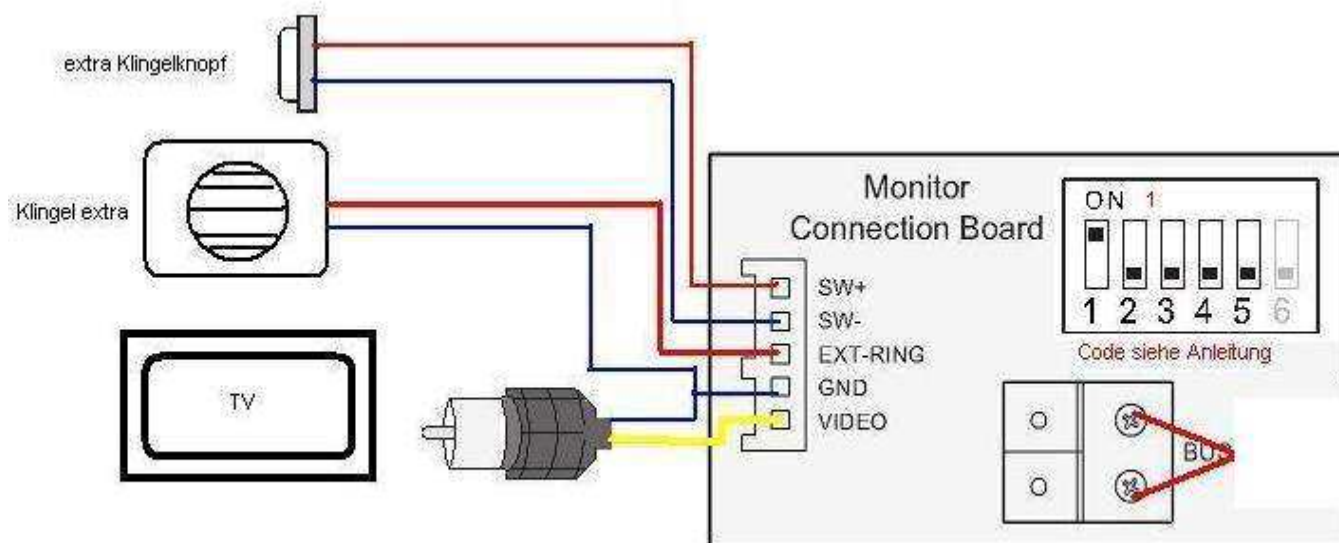 extra Klingelknopf
Klingel extra
TV
Monitor
Connection Board
SW+
SW-
EXT-RING
GND
VIDEO
ON 1
1 2 3 4 5 6
Code siehe Anleitung
BUS